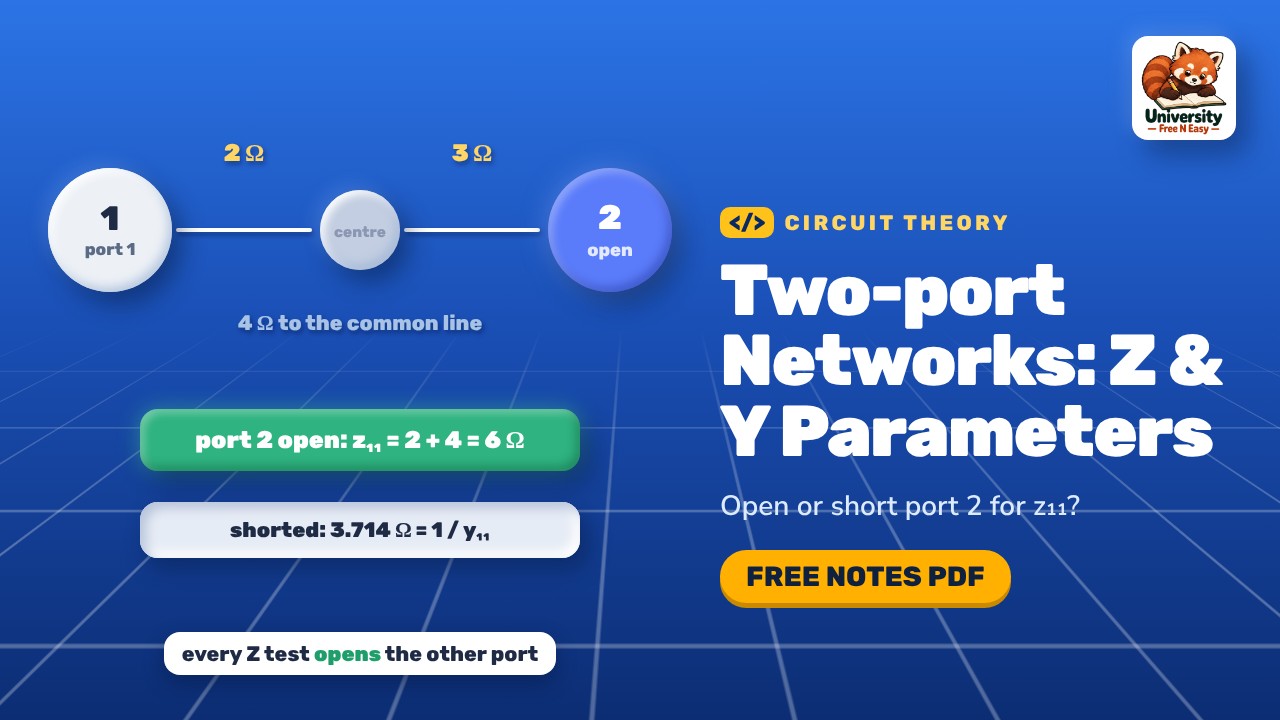 2 Ω
3 Ω
1
port 1
centre
2
open
4 Ω to the common line
port 2 open: z₁₁ = 2 + 4 = 6 Ω
shorted: 3.714 Ω = 1 / y₁₁
every Z test opens the other port
University
Free N Easy
</> CIRCUIT THEORY
Two-port
Networks: Z &
Y Parameters
Open or short port 2 for z₁₁?
FREE NOTES PDF